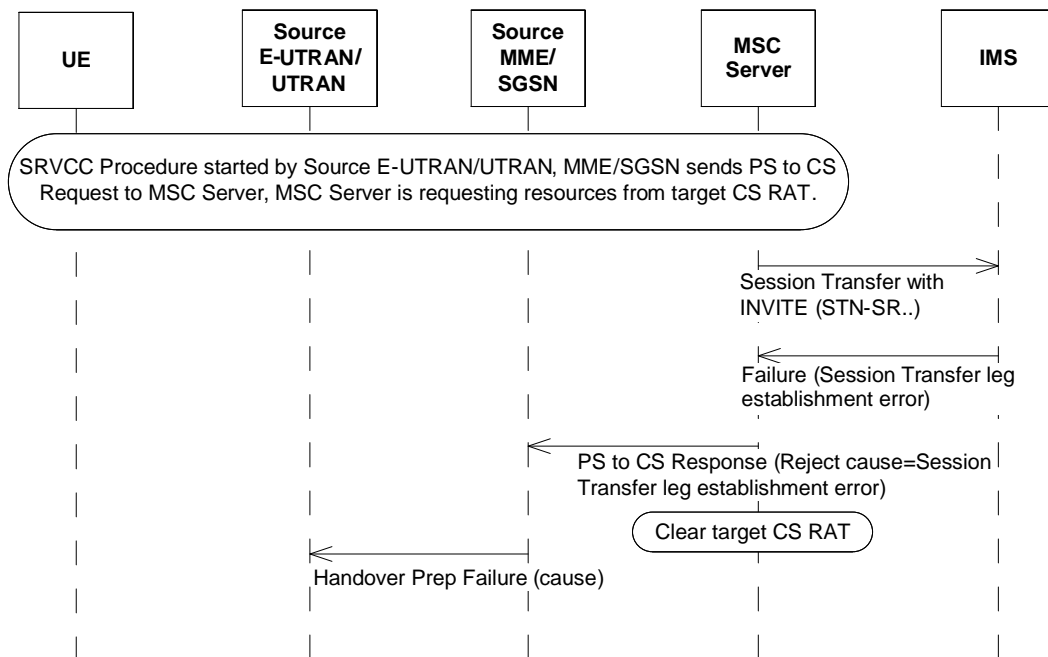 UE
Source
E-UTRAN/
UTRAN
Source
MME/
SGSN
MSC
Server
IMS
SRVCC Procedure started by Source E-UTRAN/UTRAN, MME/SGSN sends PS to CS
Request to MSC Server, MSC Server is requesting resources from target CS RAT.
Session Transfer with
INVITE (STN-SR..)
Failure (Session Transfer leg
establishment error)
PS to CS Response (Reject cause=Session
Transfer leg establishment error)
Clear target CS RAT
Handover Prep Failure (cause)